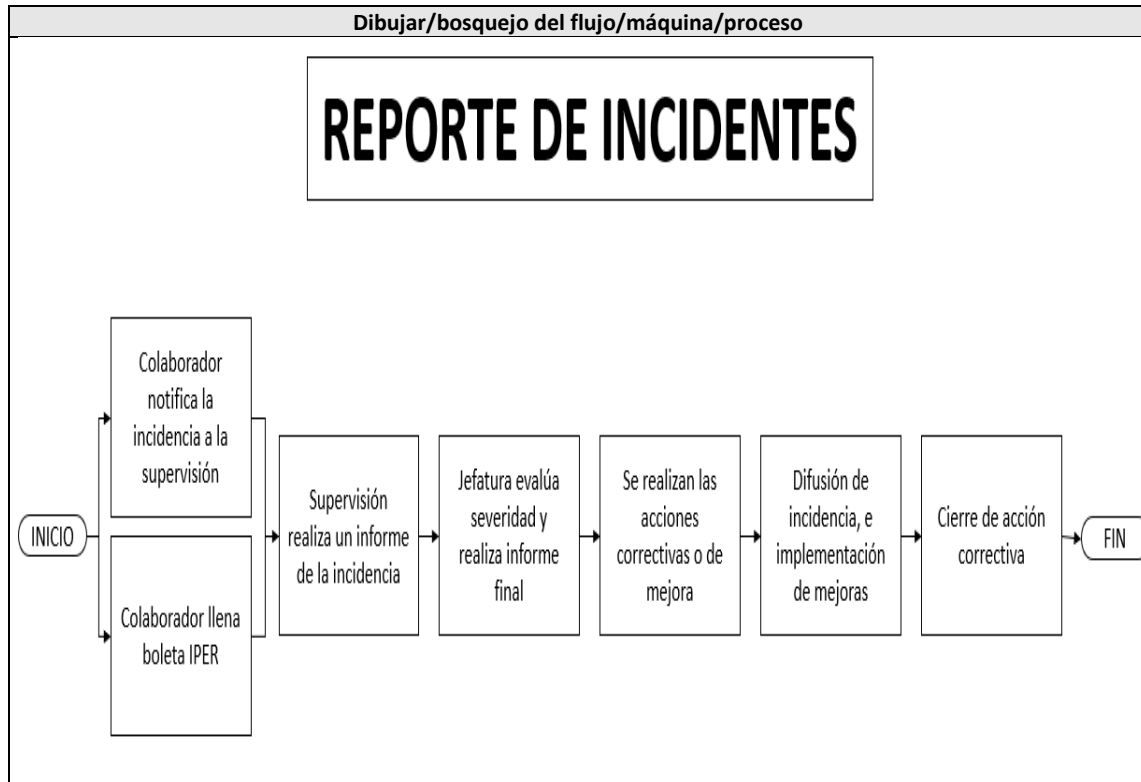 Dibujar/bosquejo del flujo/máquina/proceso
REPORTE DE INCIDENTES
INICIO
Colaborador
notifica la
incidencia a la
supervisión
Colaborador llena
boleta IPER
Supervisión
realiza un informe
de la incidencia
Jefatura evalúa
severidad y
realiza informe
final
Se realizan las
acciones
correctivas o de
mejora
Difusión de
incidencia, e
implementación
de mejoras
Cierre de acción
correctiva
FIN